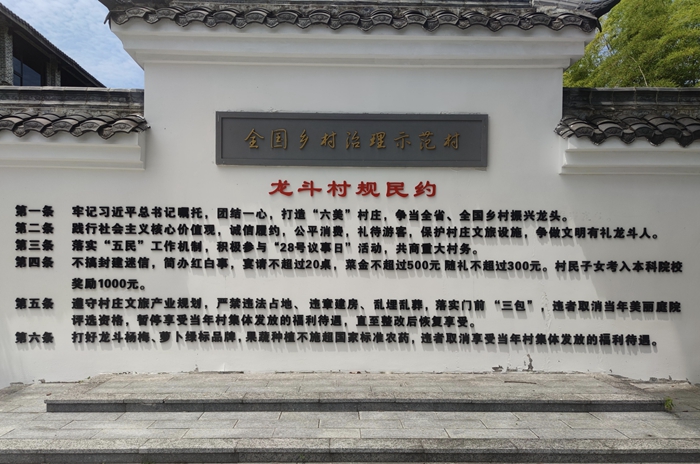 全国乡村治理示范村
龙斗村规民约
第一条 牢记习近平总书记嘱托，团结一心，打造“六美”村庄，争当全省、全国乡村振兴龙头。
第二条 践行社会主义核心价值观，诚信履约，公平消费，礼待游客，保护村庄文旅设施，争做文明有礼龙斗人。
第三条 落实“五民”工作机制，积极参与“28号议事日”活动，共商重大村务。
第四条 不搞封建迷信，简办红白事，宴请不超过20桌，菜金不超过500元 随礼不超过300元。村民子女考入本科院校
奖励1000元。
第五条 遵守村庄文旅产业规划，严禁违法占地、违章建房、乱埋乱葬，落实门前“三包”，违者取消当年美丽庭院
评选资格，暂停享受当年村集体发放的福利待遇，直至整改后恢复享受。
第六条 打好龙斗杨梅、萝卜绿标品牌，果蔬种植不施超国家标准农药，违者取消享受当年村集体发放的福利待遇。